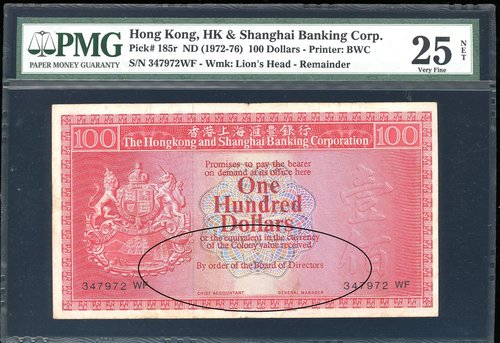 PMG
PAPER MONEY GUARANTY
Hong Kong, HK & Shanghai Banking Corp.
Pick# 185r ND (1972-76) 100 Dollars - Printer: BWC
S/N 347972WF - Wmk: Lion's Head - Remainder
25 NET
Very Fine
香港上海滙豐銀行
100
100
The Hongkong and Shanghai Banking Corporation
Promises to pay the bearer
on demand at its office here
One
Hundred
Dollars
or the equivalent in the currency
of the Colony value received
By order of the Board of Directors
壹佰
347972 WF
347972 WF
CHIEF ACCOUNTANT
GENERAL MANAGER